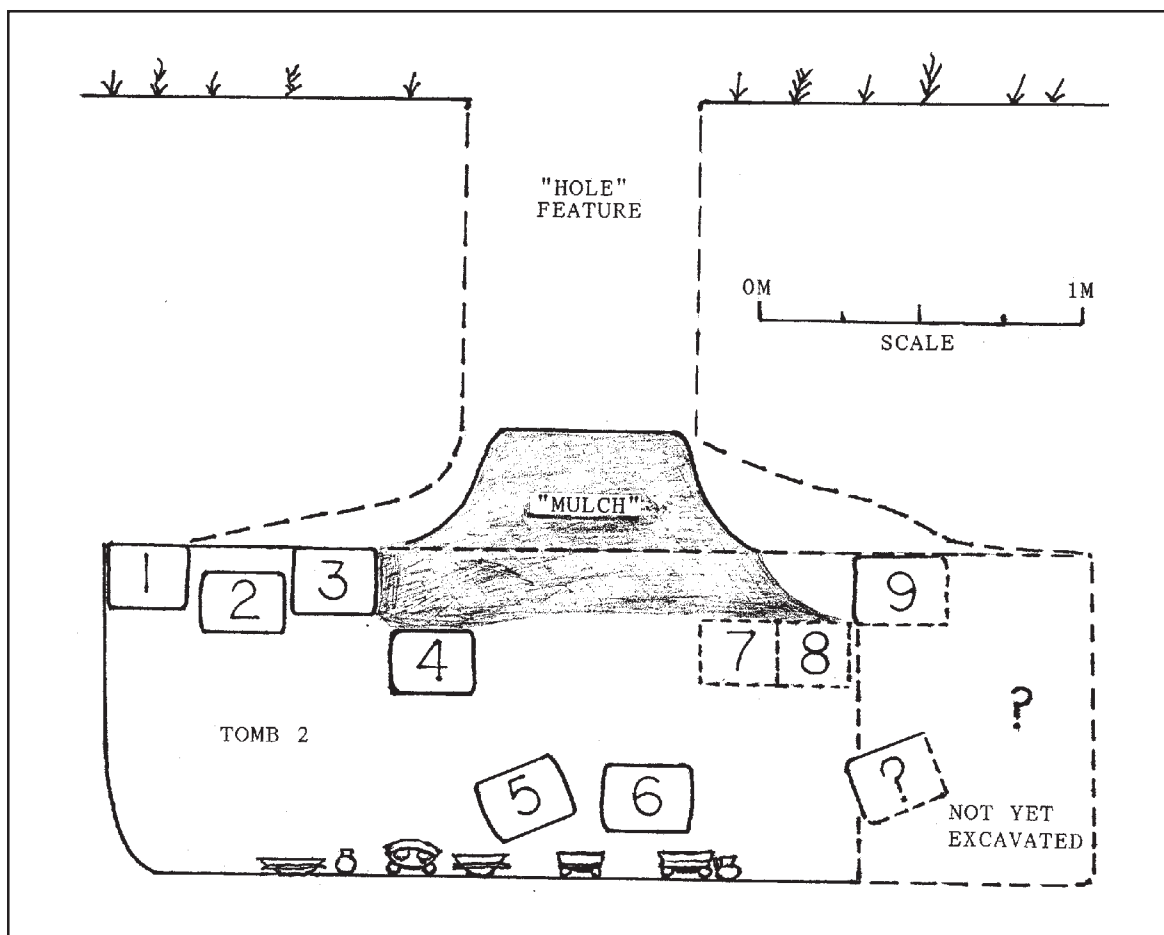 "HOLE"
FEATURE
0M 1M
SCALE
"MULCH"
1
2
3
9
4
7
8
?
TOMB 2
5
6
?
NOT YET
EXCAVATED